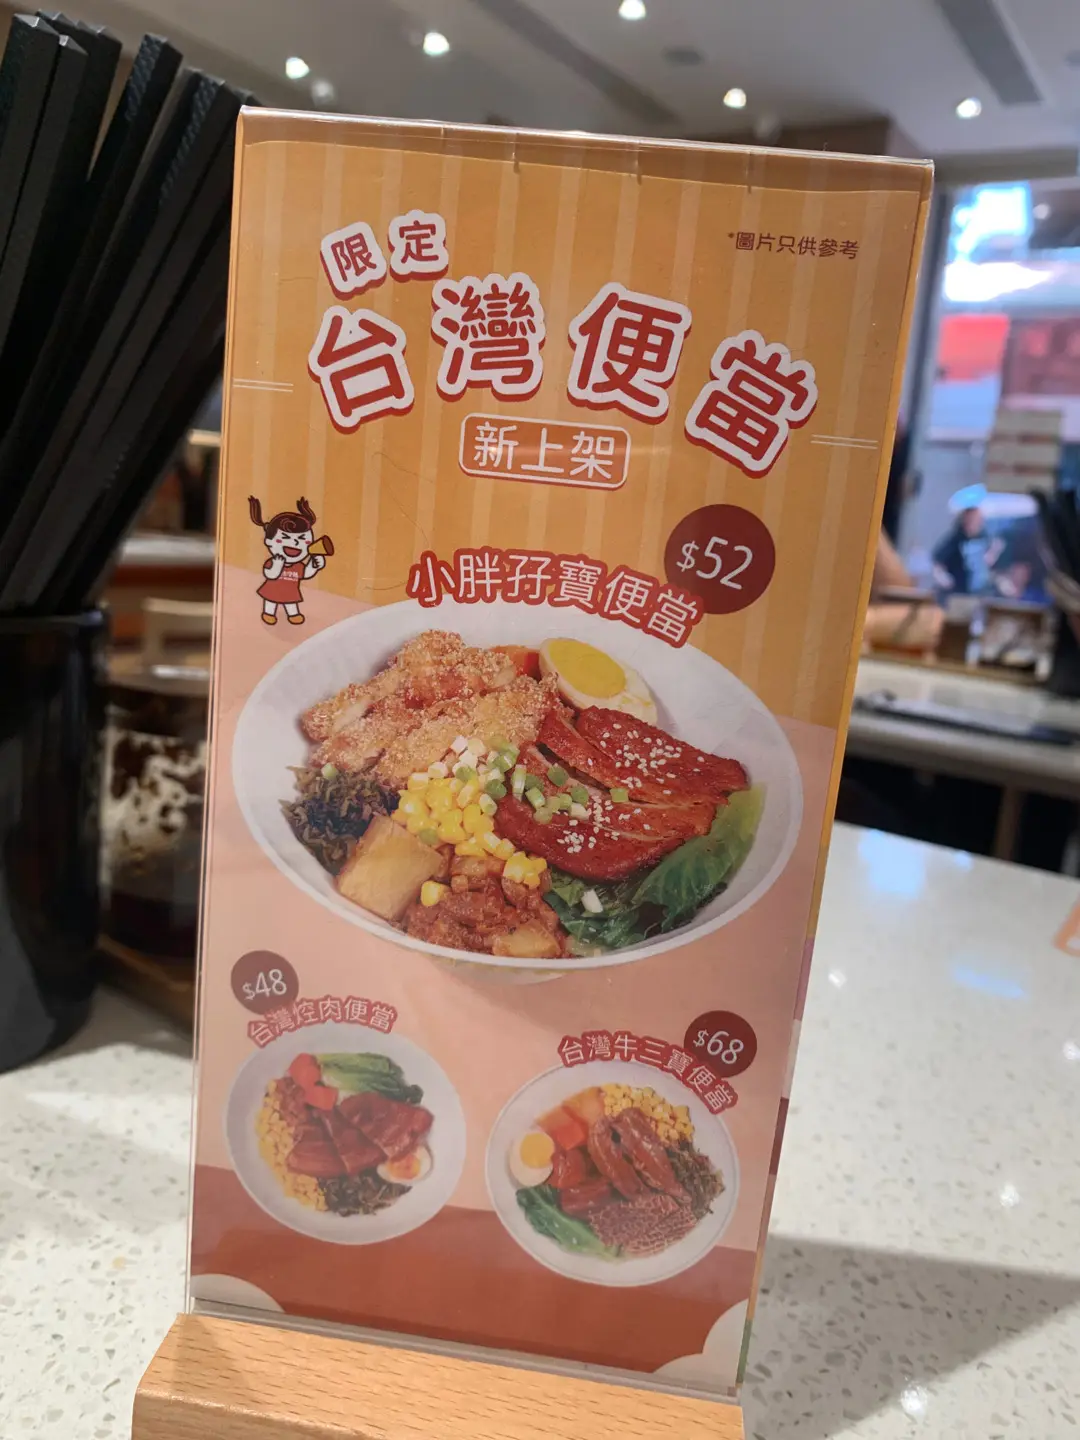 限定
*圖片只供參考
台灣便當
新上架
$52
小胖孖寶便當
$48
台灣焢肉便當
$68
台灣牛三寶便當